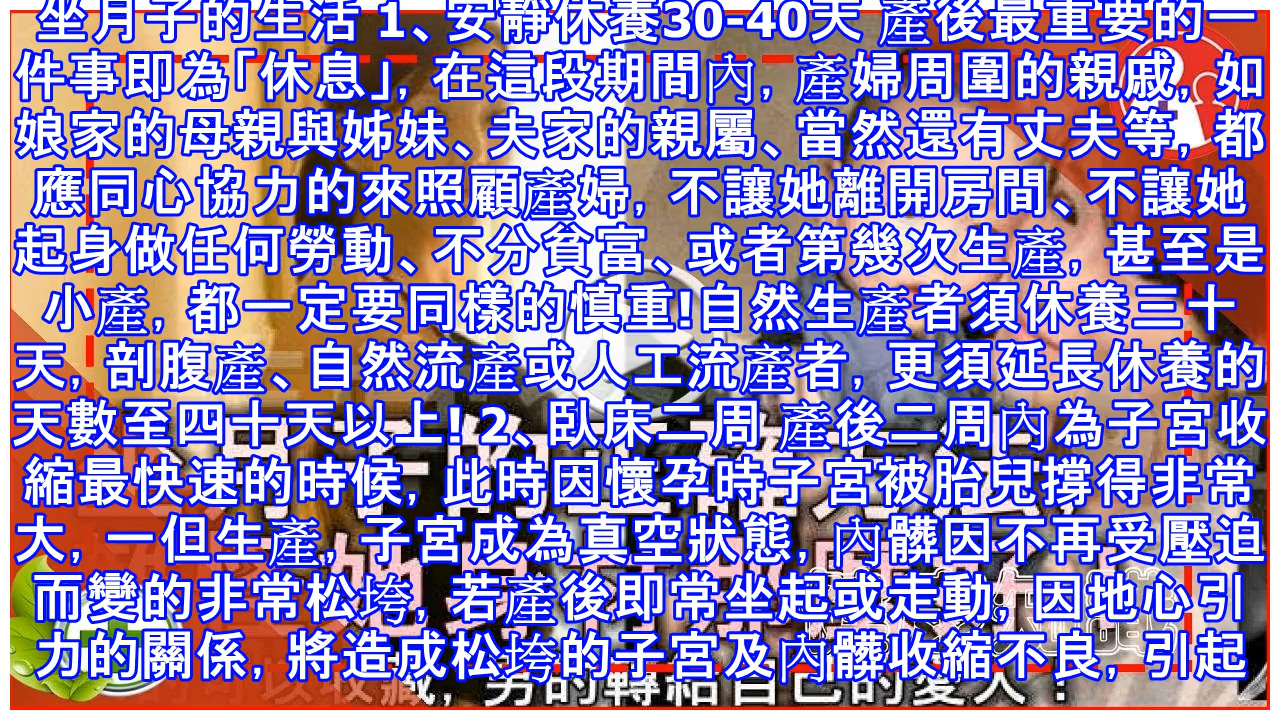 坐月子的生活 1、安靜休養30-40天 產後最重要的一
件事即為「休息」, 在這段期間內, 產婦周圍的親戚, 如
娘家的母親與姊妹、夫家的親屬、當然還有丈夫等, 都
應同心協力的來照顧產婦, 不讓她離開房間、不讓她
起身做任何勞動、不分貧富、或者第幾次生產, 甚至是
小產, 都一定要同樣的慎重!自然生產者須休養三十
天, 剖腹產、自然流產或人工流產者, 更須延長休養的
天數至四十天以上! 2、臥床二周 產後二周內為子宮收
縮最快速的時候, 此時因懷孕時子宮被胎兒撐得非常
大, 一但生產, 子宮成為真空狀態, 內髒因不再受壓迫
而變的非常松垮, 若產後即常坐起或走動, 因地心引
力的關係, 將造成松垮的子宮及內髒收縮不良, 引起
可以收藏, 男的轉給自己的愛人!